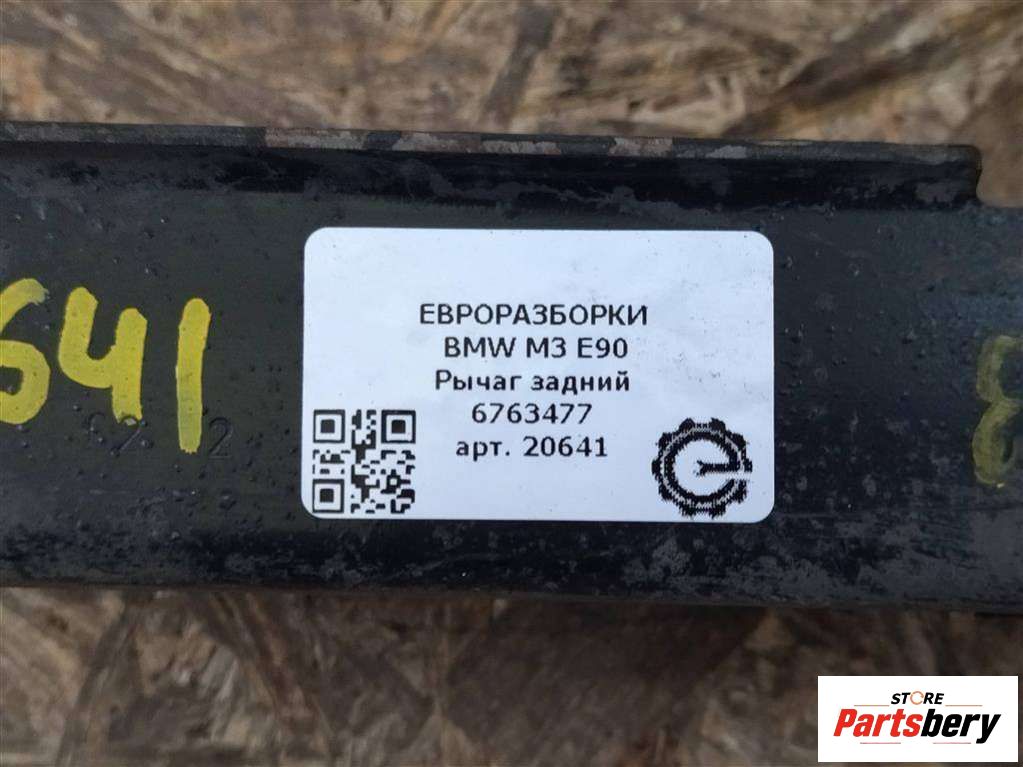 ЕВРОРАЗБОРКИ
BMW M3 E90
Рычаг задний
6763477
арт. 20641
641
STORE
Partsbery